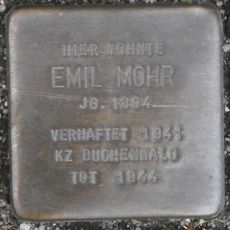 HIER WOHNTE
EMIL MOHR
JG. 1894
VERHAFTET 1941
KZ BUCHENWALD
TOT 1944